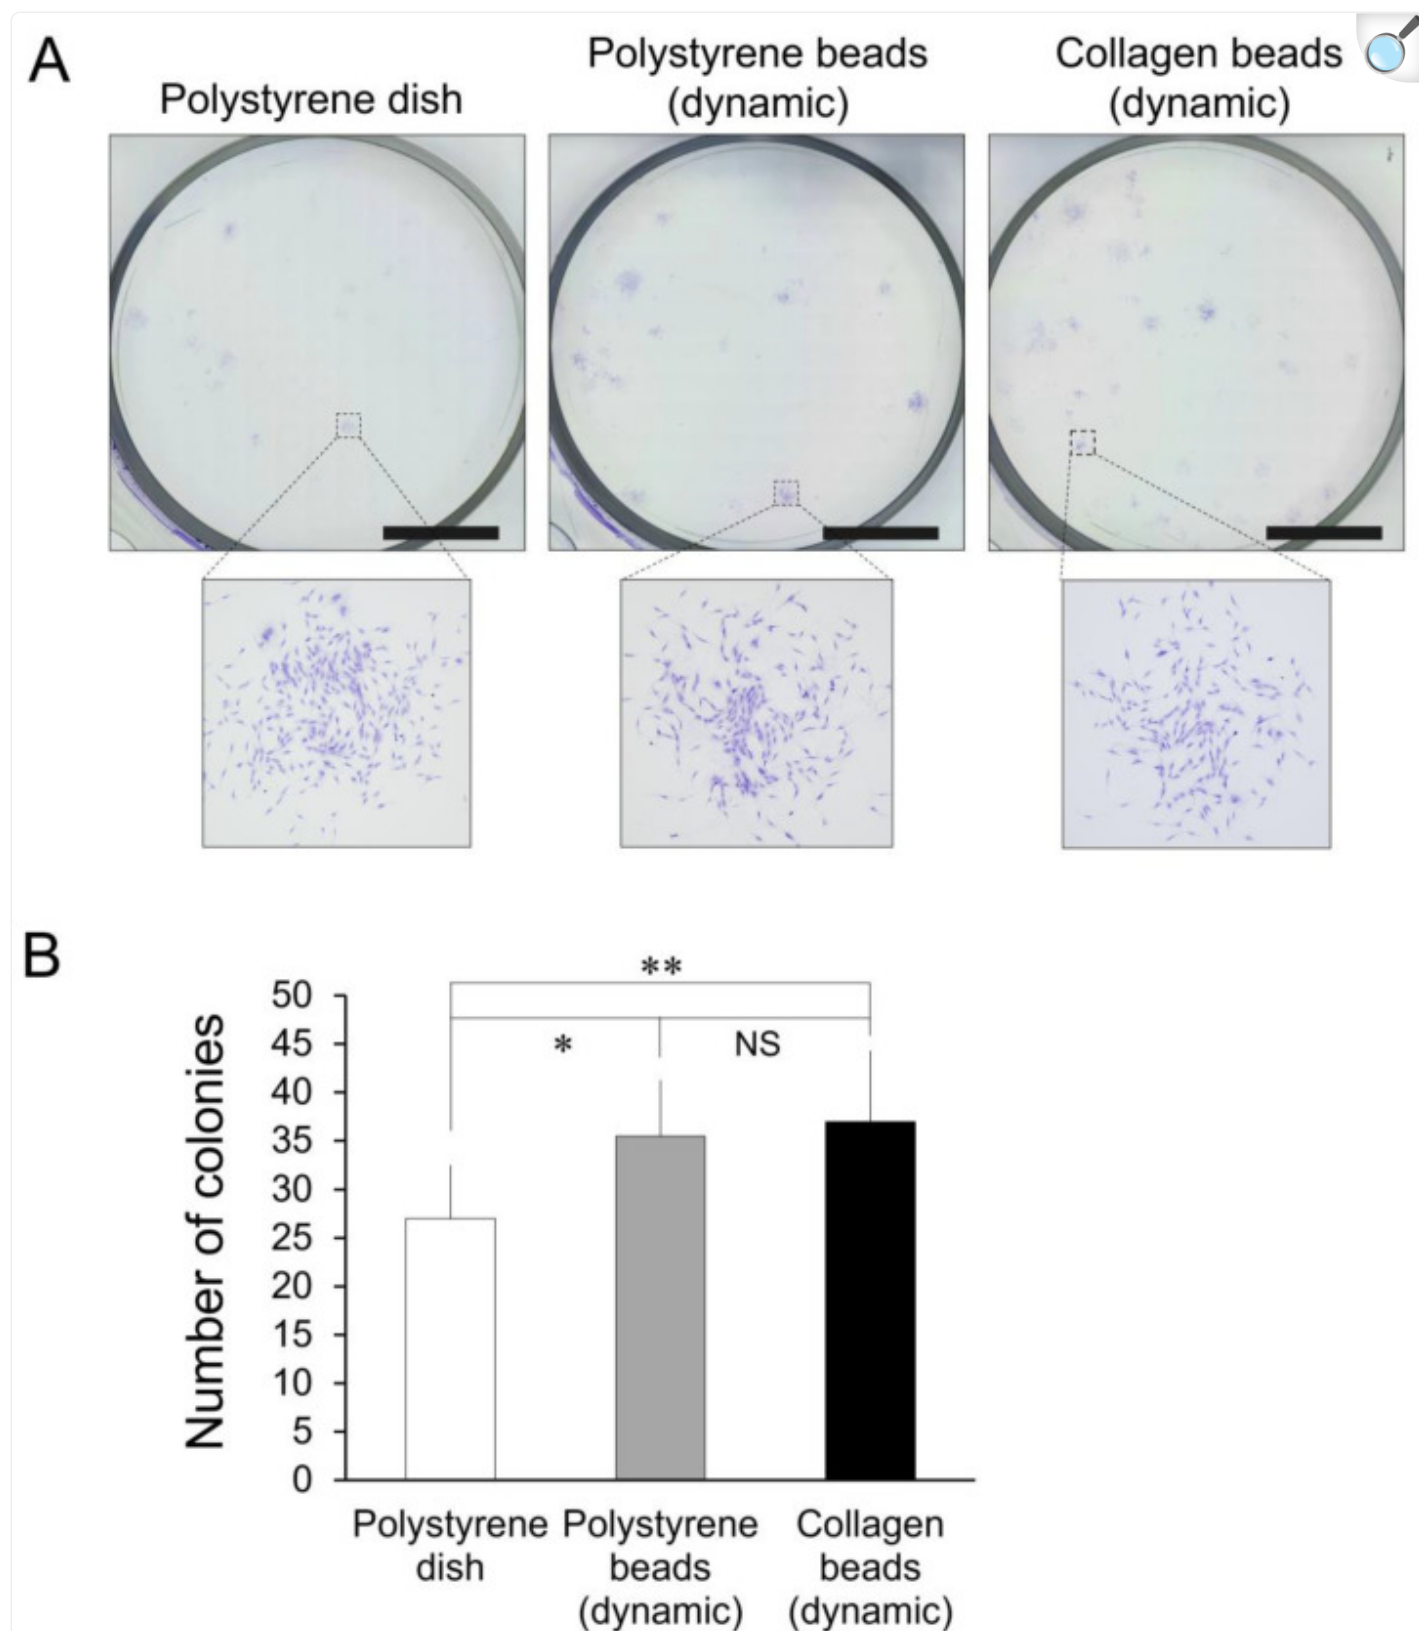 A
Polystyrene dish
Polystyrene beads
(dynamic)
Collagen beads
(dynamic)
B
**
*
NS
50
45
40
35
30
25
20
15
10
5
0
Number of colonies
Polystyrene
dish
Polystyrene
beads
(dynamic)
Collagen
beads
(dynamic)